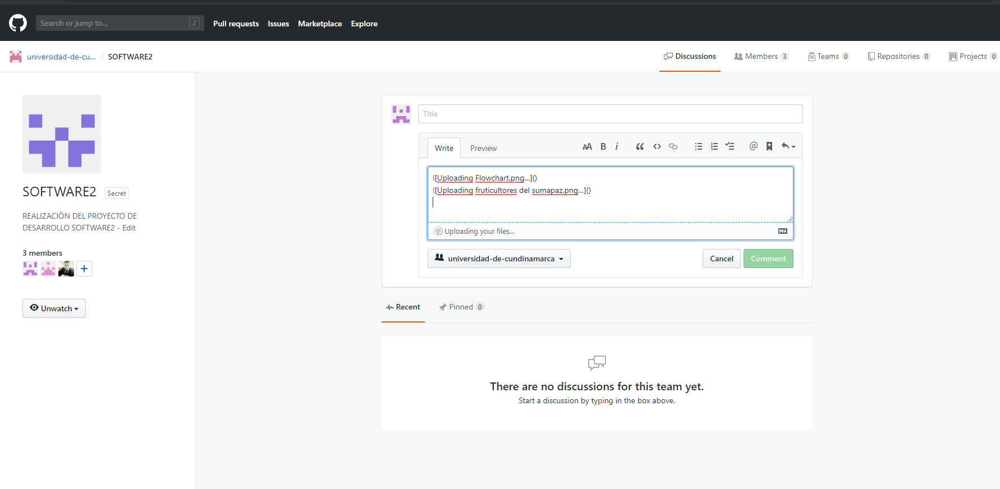 Search or jump to...
/
Pull requests
Issues
Marketplace
Explore
universidad-de-cu... / SOFTWARE2
Discussions
Members 3
Teams 0
Repositories 0
Projects 0
SOFTWARE2 Secret
REALIZACIÒN DEL PROYECTO DE
DESARROLLO SOFTWARE2 - Edit
3 members
Unwatch
Title
Write
Preview
AA B i
@
![Uploading Flowchart.png…]()
![Uploading fruticultores del sumapaz.png…]()
Uploading your files…
universidad-de-cundinamarca
Cancel
Comment
Recent
Pinned 0
There are no discussions for this team yet.
Start a discussion by typing in the box above.